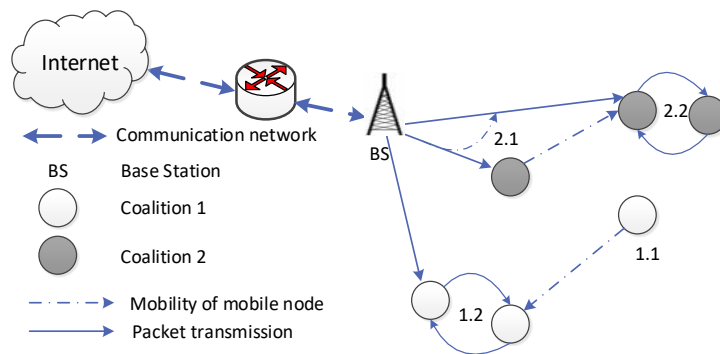 Internet
Communication network
BS
2.1
2.2
BS Base Station
Coalition 1
1.1
Coalition 2
1.2
Mobility of mobile node
Packet transmission